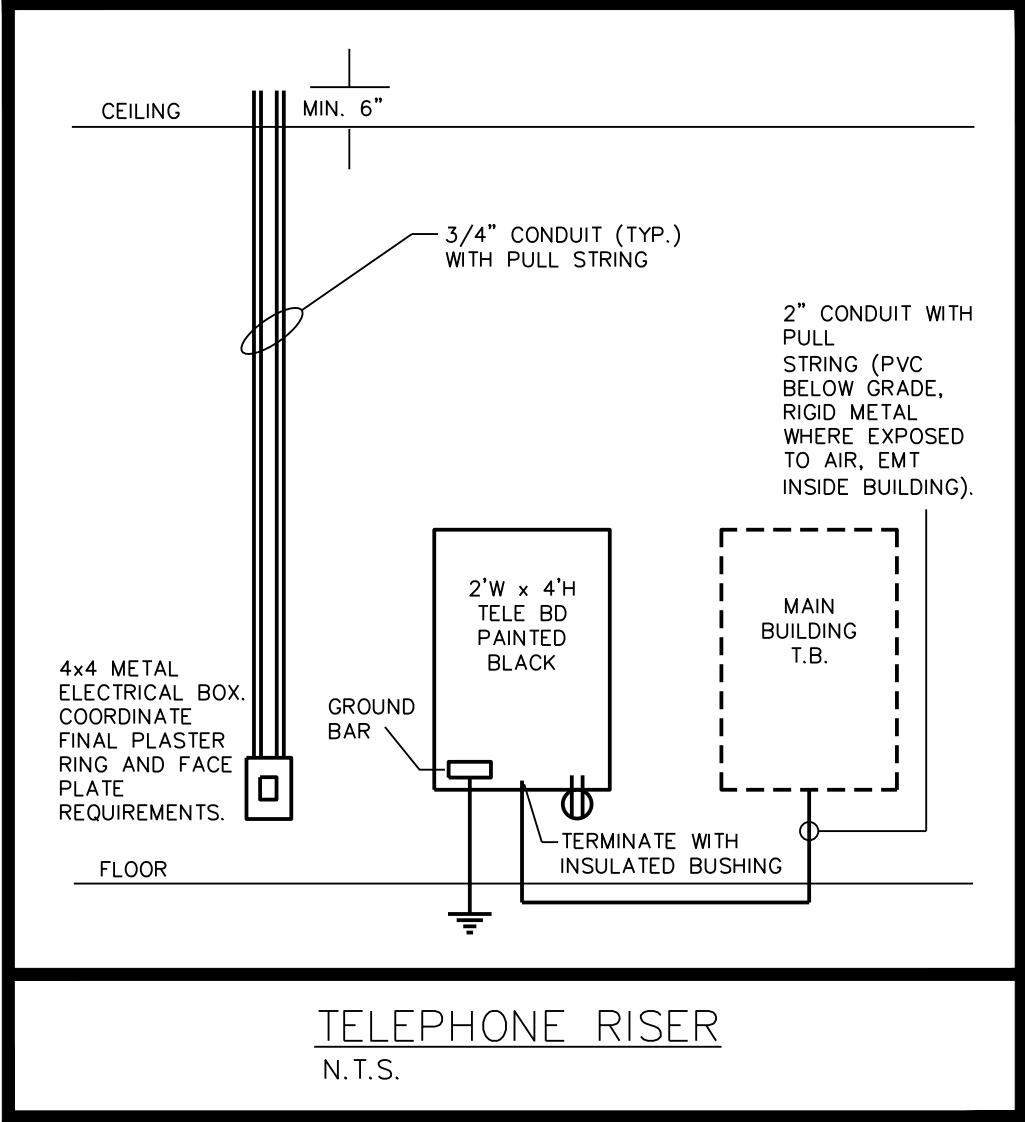 CEILING
MIN. 6”
3/4” CONDUIT (TYP.)
WITH PULL STRING
2” CONDUIT WITH
PULL
STRING (PVC
BELOW GRADE,
RIGID METAL
WHERE EXPOSED
TO AIR, EMT
INSIDE BUILDING).
2'W x 4'H
TELE BD
PAINTED
BLACK
MAIN
BUILDING
T.B.
4x4 METAL
ELECTRICAL BOX.
COORDINATE
FINAL PLASTER
RING AND FACE
PLATE
REQUIREMENTS.
GROUND
BAR
TERMINATE WITH
INSULATED BUSHING
FLOOR
TELEPHONE RISER
N.T.S.